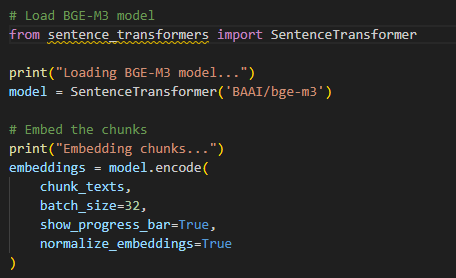 # Load BGE-M3 model
from sentence_transformers import SentenceTransformer

print("Loading BGE-M3 model...")
model = SentenceTransformer('BAAI/bge-m3')

# Embed the chunks
print("Embedding chunks...")
embeddings = model.encode(
    chunk_texts,
    batch_size=32,
    show_progress_bar=True,
    normalize_embeddings=True
)